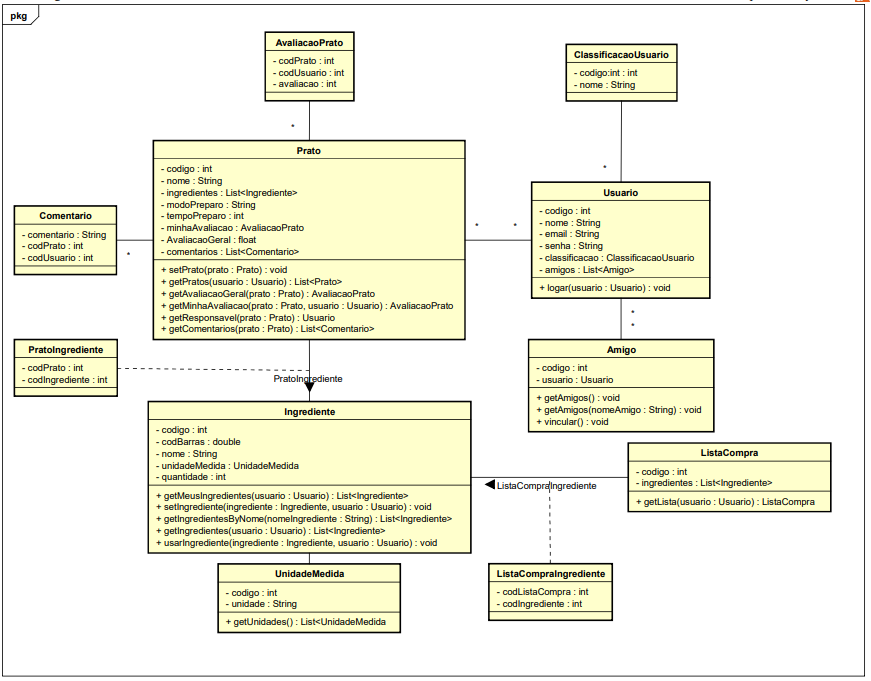 pkg
AvaliacaoPrato
- codPrato : int
- codUsuario : int
- avaliacao : int
ClassificacaoUsuario
- codigo:int : int
- nome : String
*
*
Prato
- codigo : int
- nome : String
- ingredientes : List<Ingrediente>
- modoPreparo : String
- tempoPreparo : int
- minhaAvaliacao : AvaliacaoPrato
- AvaliacaoGeral : float
- comentarios : List<Comentario>
+ setPrato(prato : Prato) : void
+ getPratos(usuario : Usuario) : List<Prato>
+ getAvaliacaoGeral(prato : Prato) : AvaliacaoPrato
+ getMinhaAvaliacao(prato : Prato, usuario : Usuario) : AvaliacaoPrato
+ getResponsavel(prato : Prato) : Usuario
+ getComentarios(prato : Prato) : List<Comentario>
Comentario
- comentario : String
- codPrato : int
- codUsuario : int
*
*
*
Usuario
- codigo : int
- nome : String
- email : String
- senha : String
- classificacao : ClassificacaoUsuario
- amigos : List<Amigo>
+ logar(usuario : Usuario) : void
*
*
PratoIngrediente
- codPrato : int
- codIngrediente : int
PratoIngrediente
Amigo
- codigo : int
- usuario : Usuario
+ getAmigos() : void
+ getAmigos(nomeAmigo : String) : void
+ vincular() : void
Ingrediente
- codigo : int
- codBarras : double
- nome : String
- unidadeMedida : UnidadeMedida
- quantidade : int
+ getMeusIngredientes(usuario : Usuario) : List<Ingrediente>
+ setIngrediente(ingrediente : Ingrediente, usuario : Usuario) : void
+ getIngredientesByNome(nomeIngrediente : String) : List<Ingrediente>
+ getIngredientes(usuario : Usuario) : List<Ingrediente>
+ usarIngrediente(ingrediente : Ingrediente, usuario : Usuario) : void
ListaCompra
- codigo : int
- ingredientes : List<Ingrediente>
+ getLista(usuario : Usuario) : ListaCompra
ListaCompraIngrediente
UnidadeMedida
- codigo : int
- unidade : String
+ getUnidades() : List<UnidadeMedida
ListaCompraIngrediente
- codListaCompra : int
- codIngrediente : int